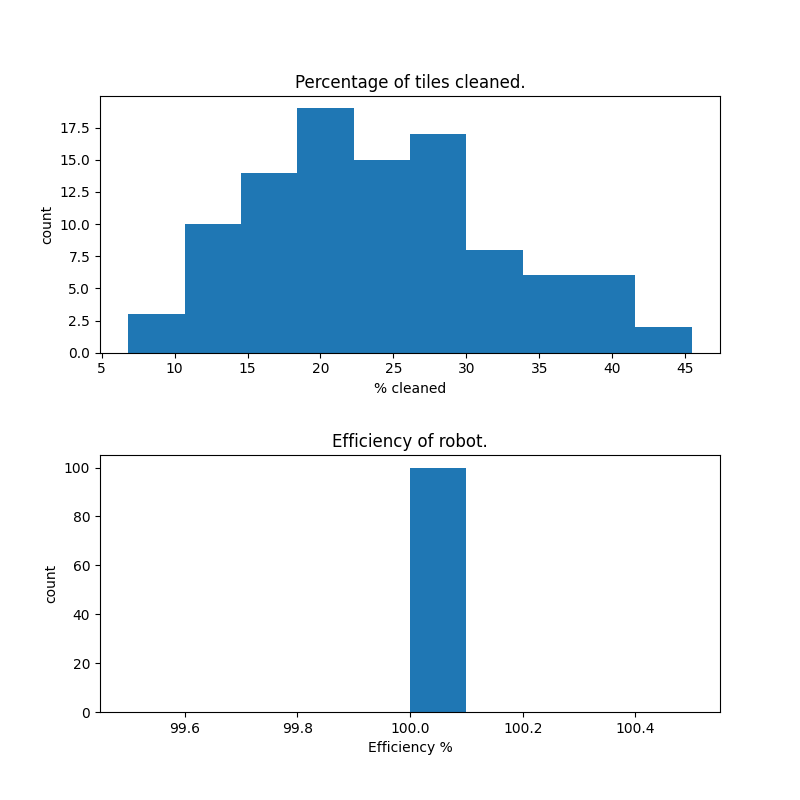 Percentage of tiles cleaned.
17.5
15.0
12.5
10.0
7.5
5.0
2.5
0.0
count
5 10 15 20 25 30 35 40 45
% cleaned
Efficiency of robot.
100
80
60
40
20
0
count
99.6 99.8 100.0 100.2 100.4
Efficiency %